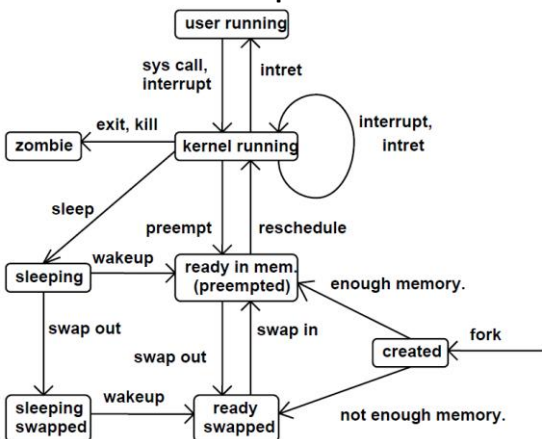 user running
sys call,
interrupt
intret
exit, kill
interrupt,
intret
zombie
kernel running
sleep
preempt
reschedule
wakeup
ready in mem.
(preempted)
sleeping
enough memory.
fork
swap out
swap in
swap out
created
wakeup
sleeping
swapped
ready
swapped
not enough memory.